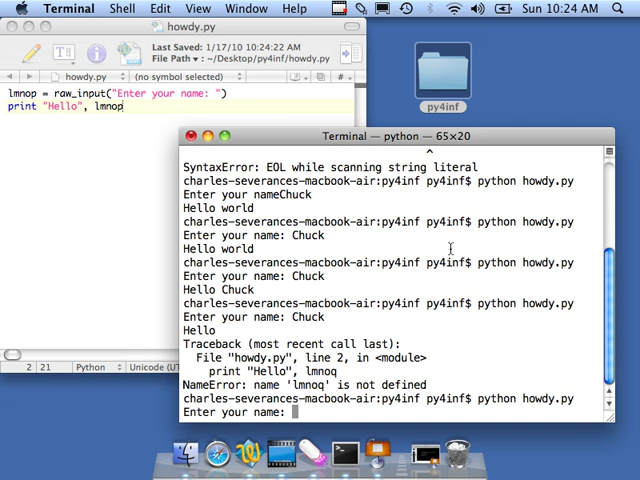 Terminal Shell Edit View Window Help Sun 10:24 AM
howdy.py
Last Saved: 1/17/10 10:24:22 AM
File Path ▾ : ~/Desktop/py4inf/howdy.py
howdy.py (no symbol selected) #
lmnop = raw_input("Enter your name: ")
print "Hello", lmnop
py4inf
Terminal — python — 65×20
^
SyntaxError: EOL while scanning string literal
charles-severances-macbook-air:py4inf py4inf$ python howdy.py
Enter your nameChuck
Hello world
charles-severances-macbook-air:py4inf py4inf$ python howdy.py
Enter your name: Chuck
Hello world
charles-severances-macbook-air:py4inf py4inf$ python howdy.py
Enter your name: Chuck
Hello Chuck
charles-severances-macbook-air:py4inf py4inf$ python howdy.py
Enter your name: Chuck
Hello
Traceback (most recent call last):
File "howdy.py", line 2, in <module>
print "Hello", lmnoq
NameError: name 'lmnoq' is not defined
charles-severances-macbook-air:py4inf py4inf$ python howdy.py
Enter your name:
2 21 Python Unicode (UTF